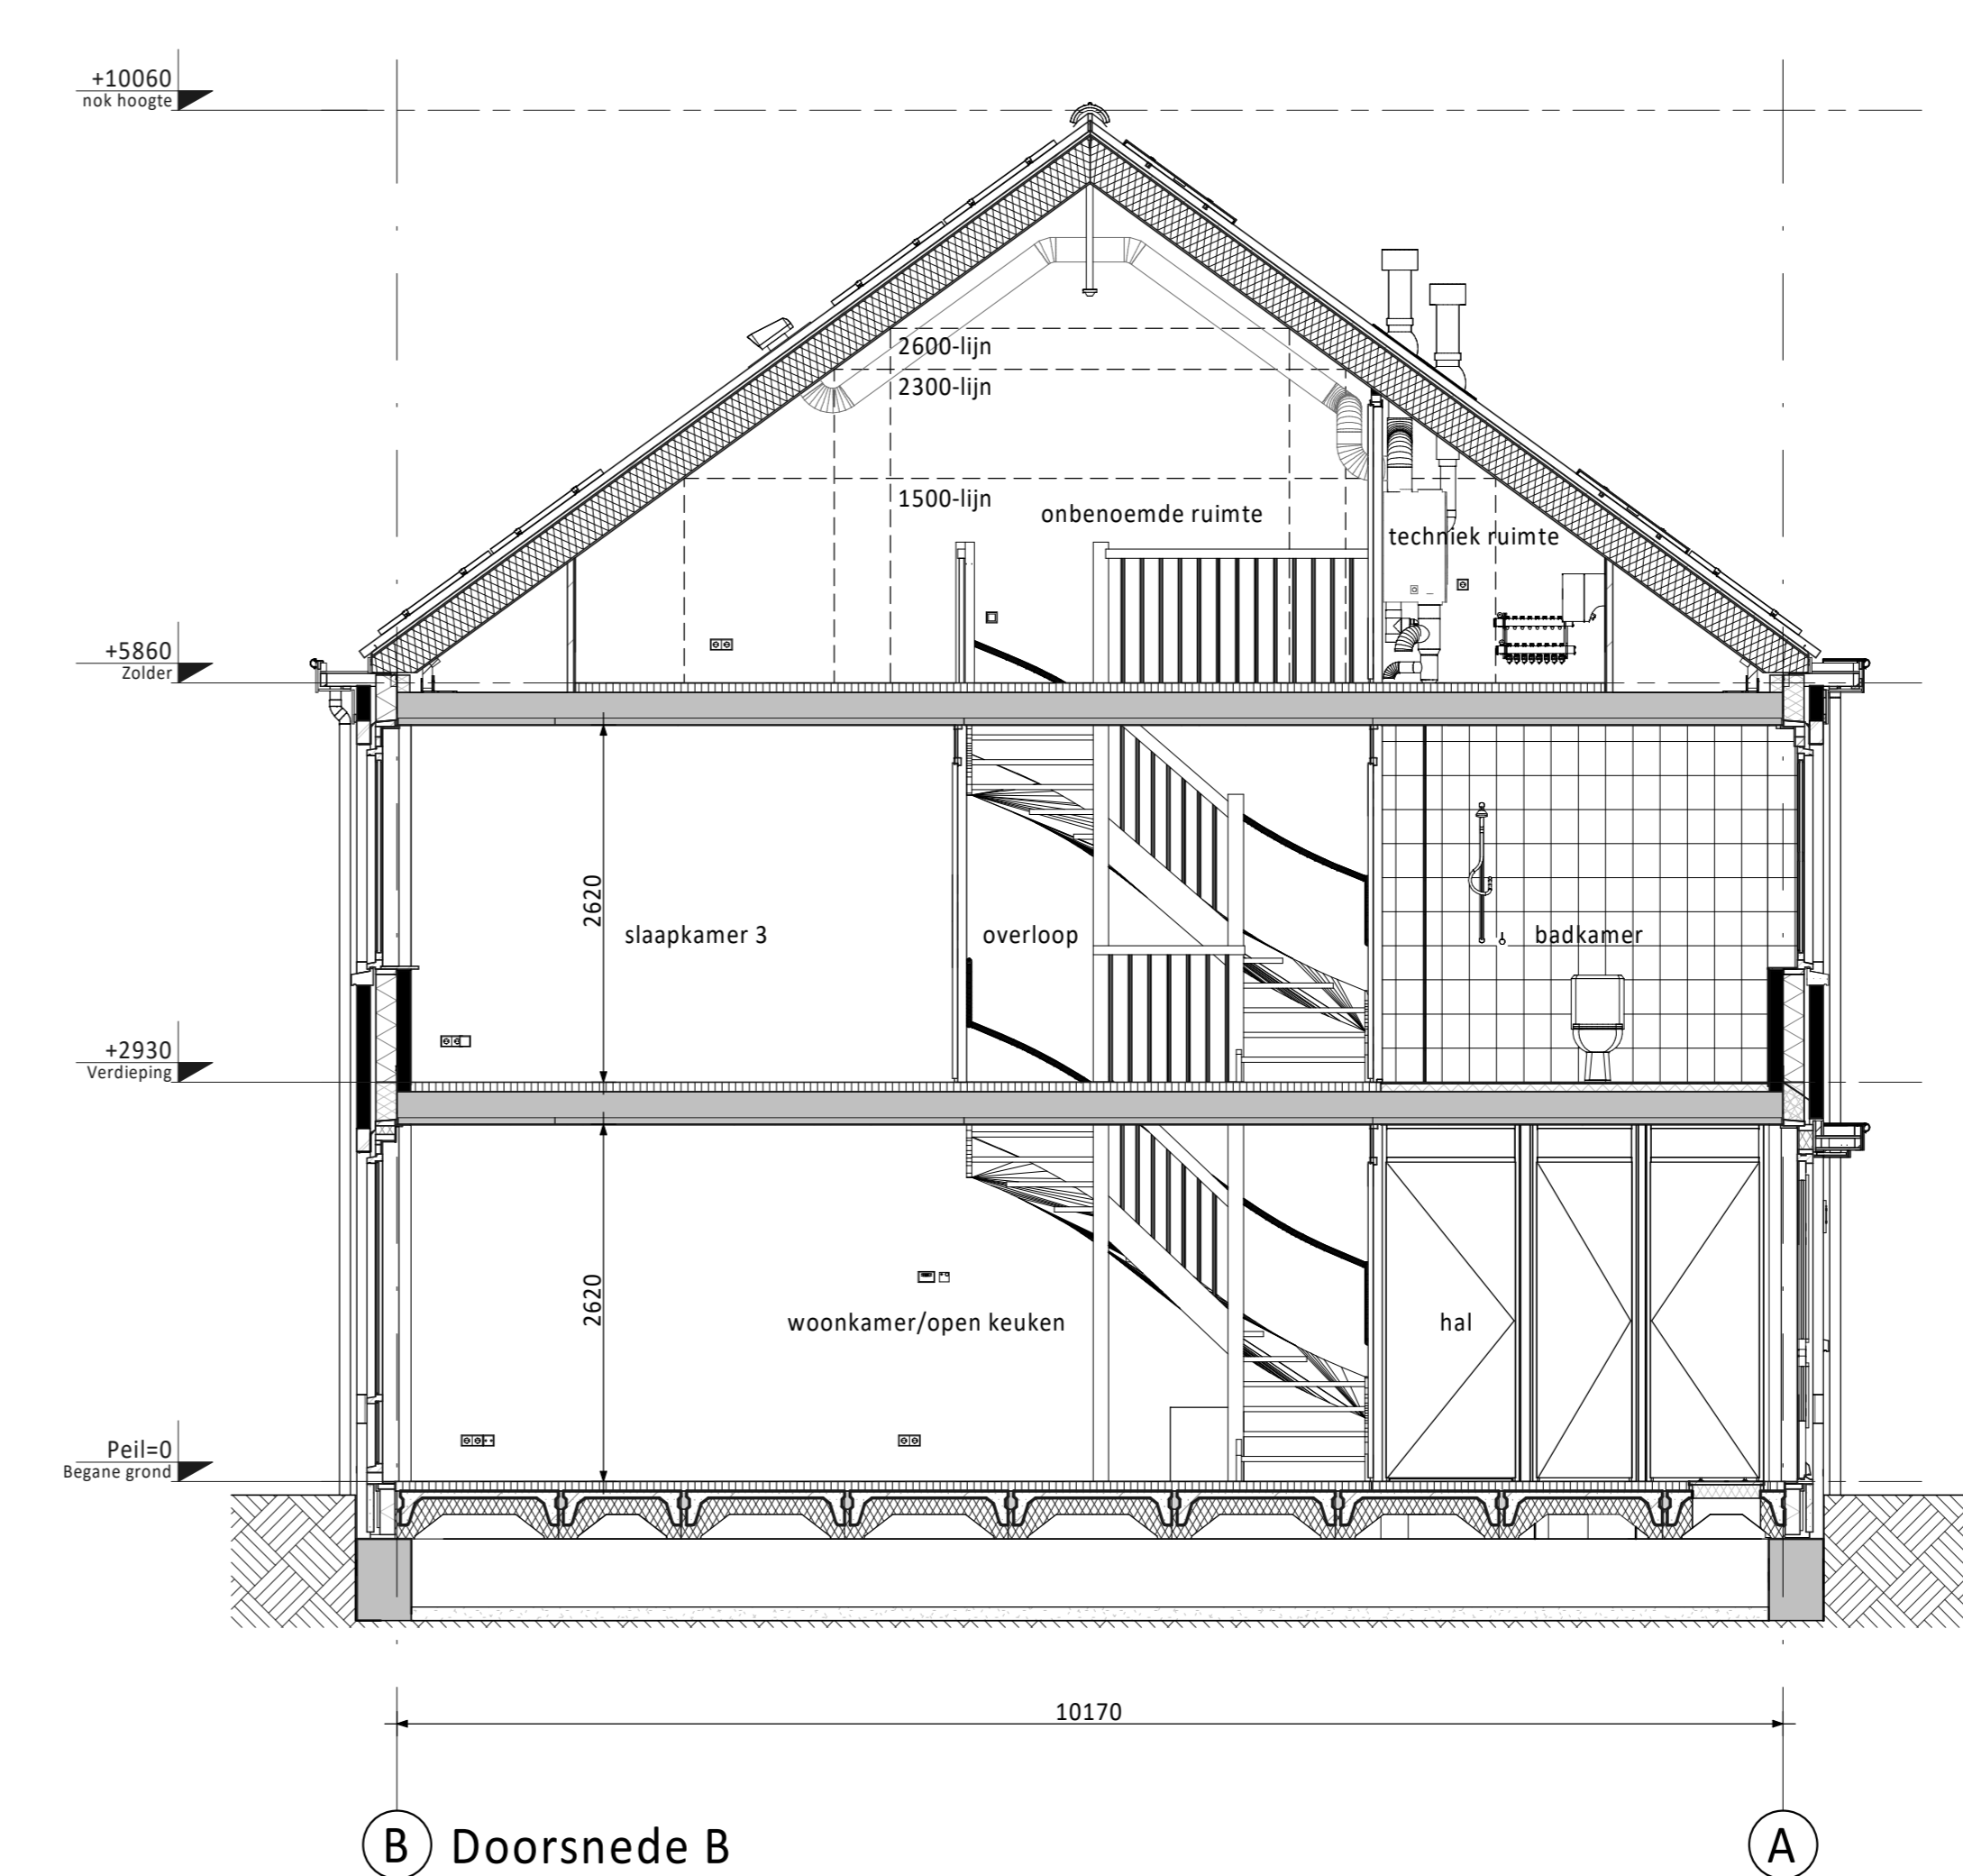 +10060
nok hoogte
2600-lijn
2300-lijn
1500-lijn
onbenoemde ruimte
techniek ruimte
+5860
Zolder
2620
slaapkamer 3
overloop
badkamer
+2930
Verdieping
2620
woonkamer/open keuken
hal
Peil=0
Begane grond
10170
B
Doorsnede B
A